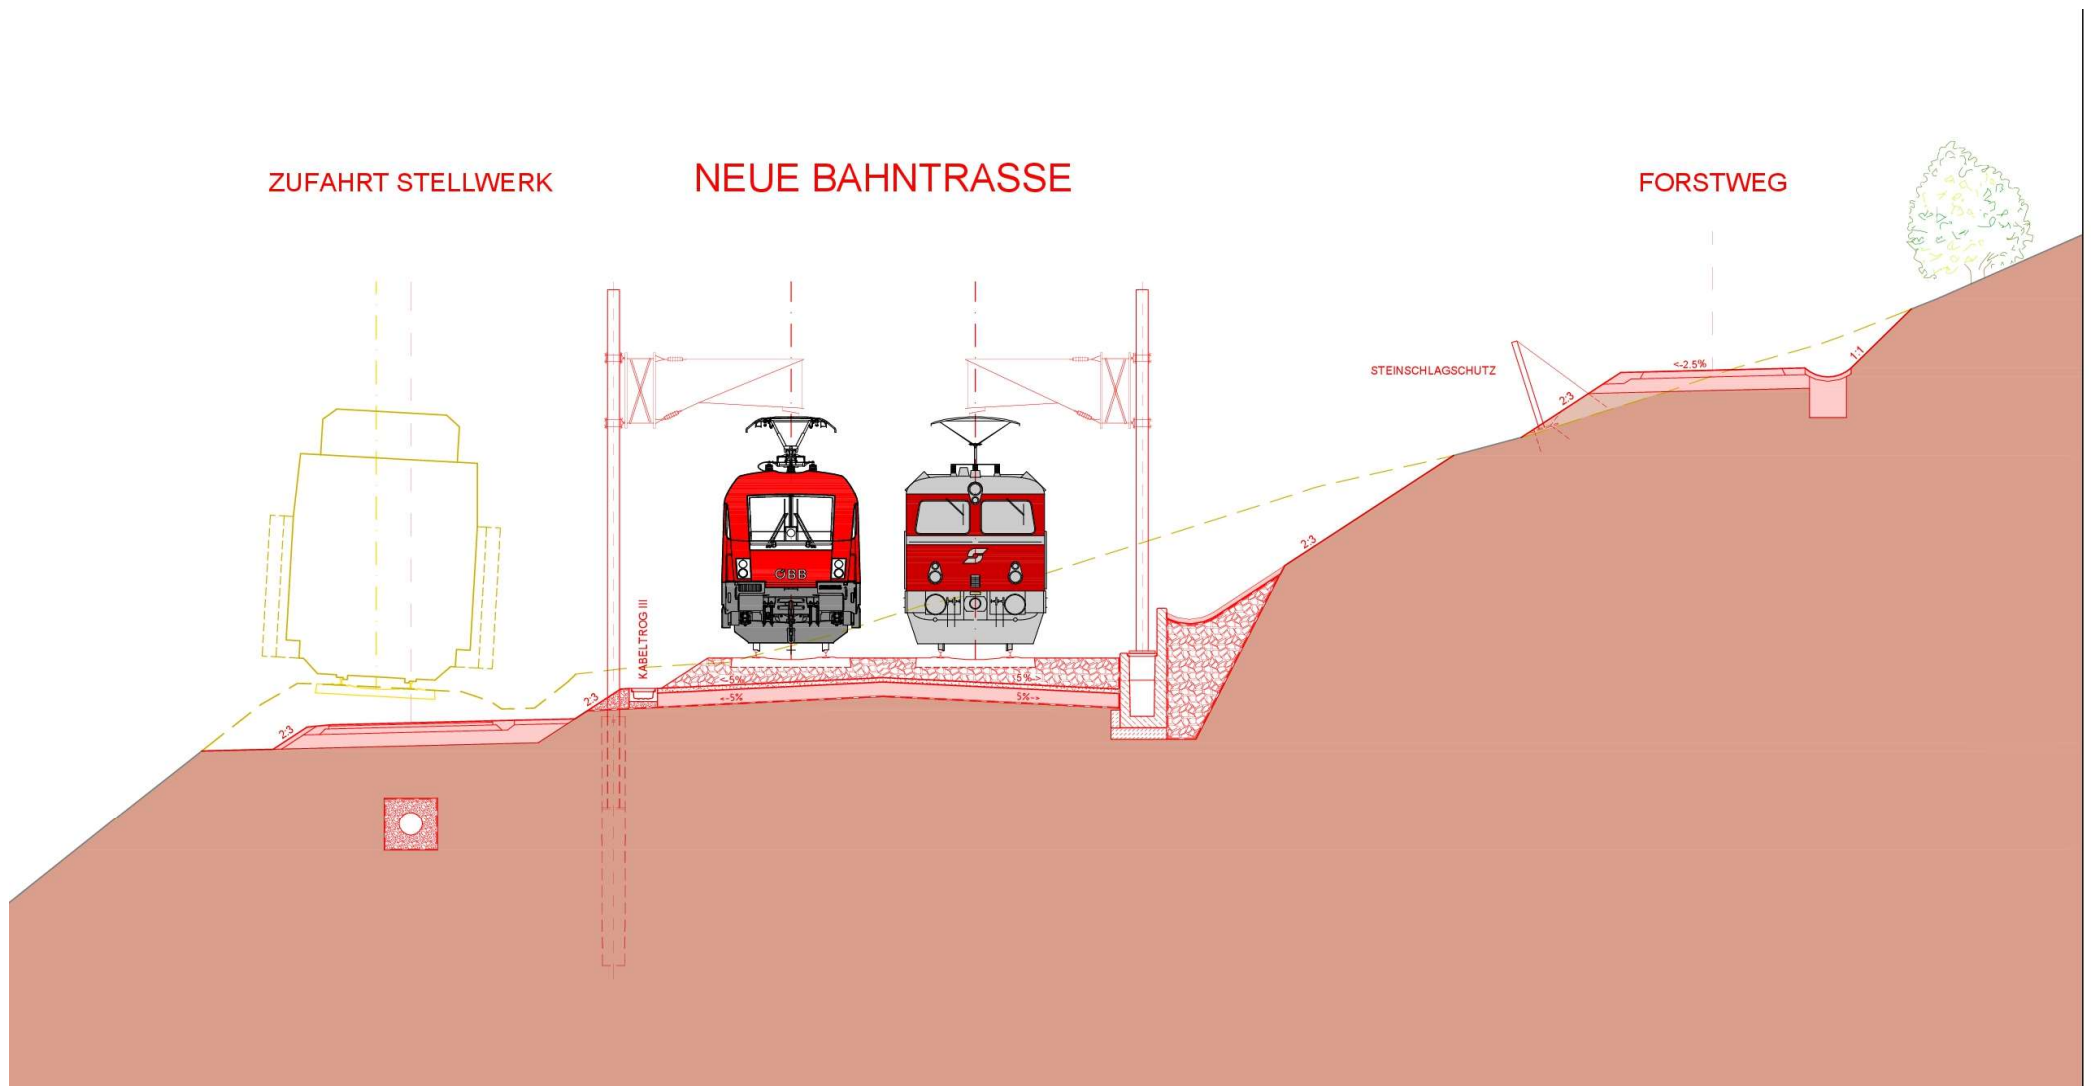 ZUFAHRT STELLWERK
NEUE BAHNTRASSE
FORSTWEG
STEINSCHLAGSCHUTZ
<-2.5%
1:1
2:3
2:3
KABELTROG III
ÖBB
2:3
2:3
<-5%
5%->
<-5%
5%->